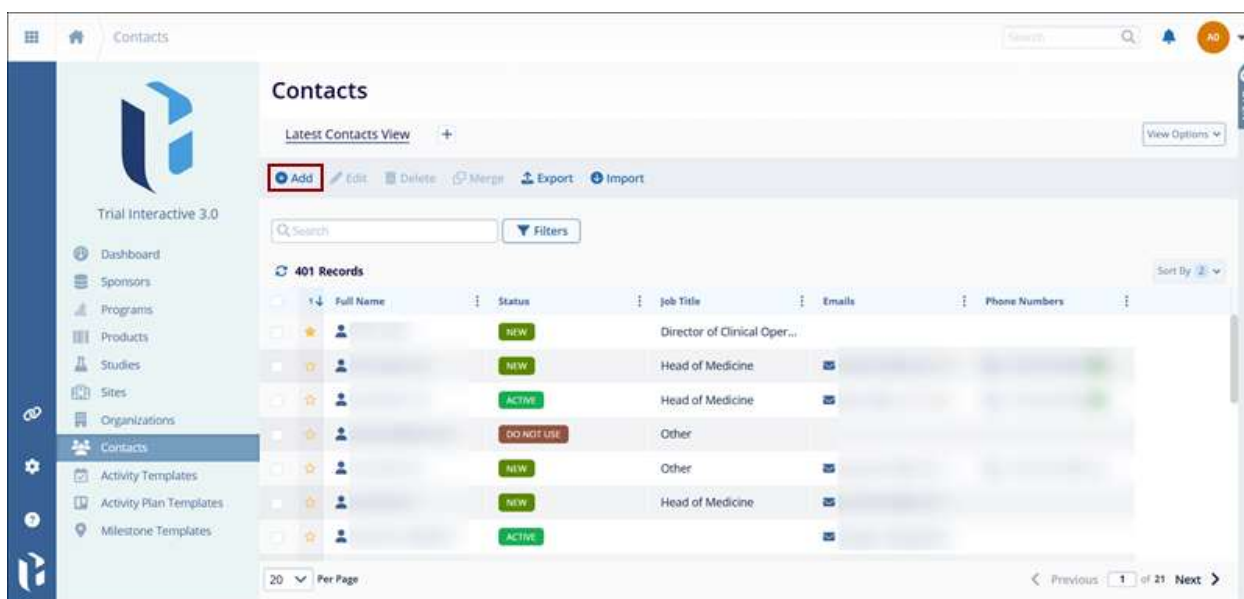 Contacts
Search
AO
Trial Interactive 3.0
Dashboard
Sponsors
Programs
Products
Studies
Sites
Organizations
Contacts
Activity Templates
Activity Plan Templates
Milestone Templates
Contacts
Latest Contacts View +
View Options
Add Edit Delete Merge Export Import
Search
Filters
401 Records
Sort By 2
1 Full Name Status Job Title Emails Phone Numbers
NEW Director of Clinical Oper...
NEW Head of Medicine
ACTIVE Head of Medicine
DO NOT USE Other
NEW Other
NEW Head of Medicine
ACTIVE
20 Per Page
Previous 1 of 21 Next